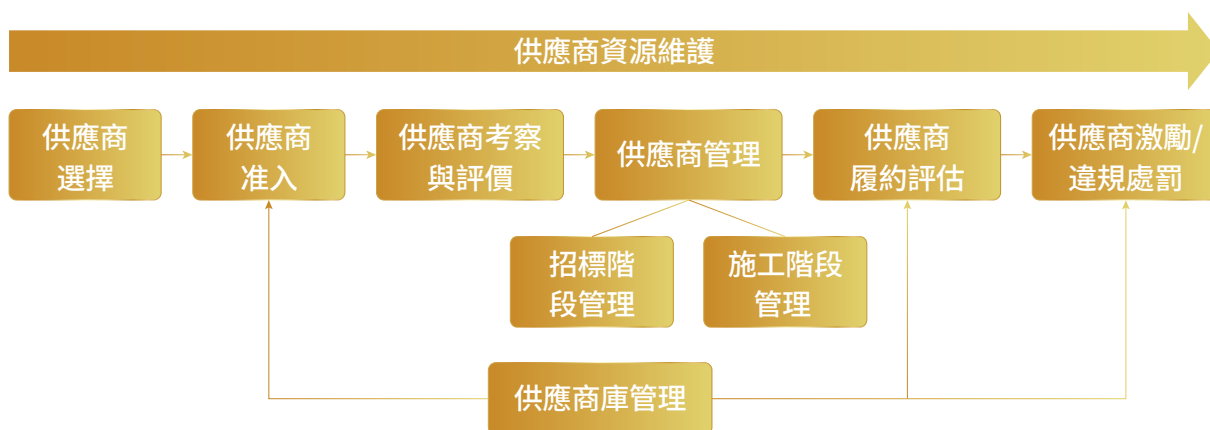 供應商資源維護
供應商
選擇
供應商
准入
供應商考察
與評價
供應商管理
供應商
履約評估
供應商激勵/
違規處罰
招標階
段管理
施工階段
管理
供應商庫管理